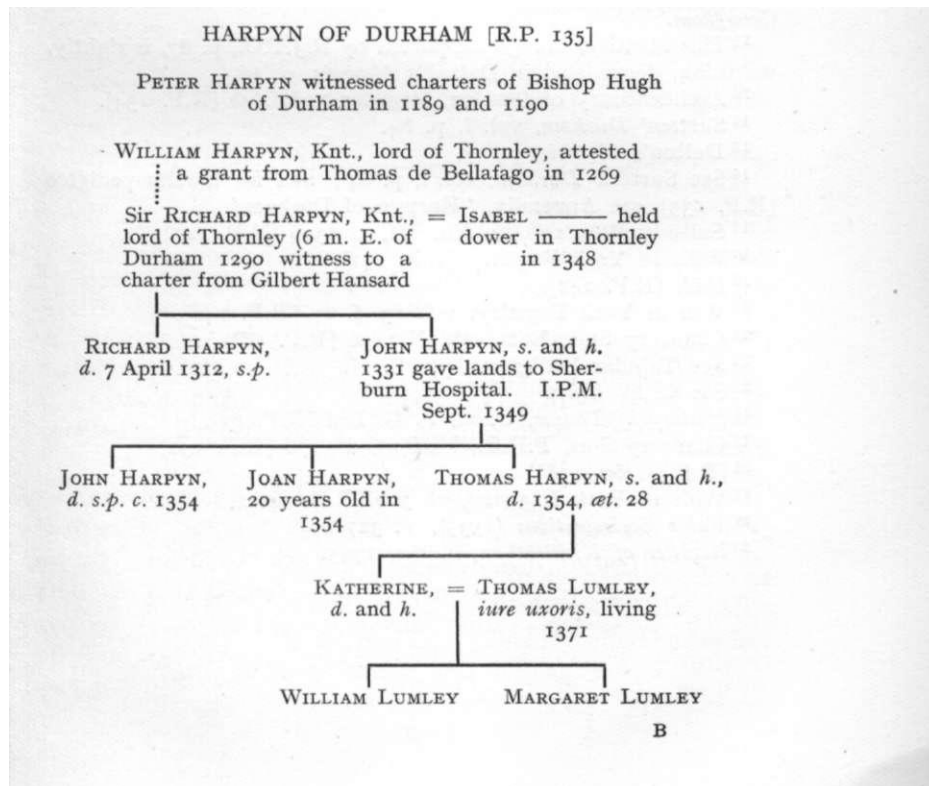 HARPYN OF DURHAM [R.P. 135]
PETER HARPYN witnessed charters of Bishop Hugh
of Durham in 1189 and 1190
WILLIAM HARPYN, Knt., lord of Thornley, attested
a grant from Thomas de Bellafago in 1269
Sir RICHARD HARPYN, Knt., = ISABEL ——— held
lord of Thornley (6 m. E. of dower in Thornley
Durham 1290 witness to a in 1348
charter from Gilbert Hansard
RICHARD HARPYN, JOHN HARPYN, s. and h.
d. 7 April 1312, s.p. 1331 gave lands to Sher-
burn Hospital. I.P.M.
Sept. 1349
JOHN HARPYN, JOAN HARPYN, THOMAS HARPYN, s. and h.,
d. s.p. c. 1354 20 years old in d. 1354, æt. 28
1354
KATHERINE, = THOMAS LUMLEY,
d. and h. iure uxoris, living
1371
WILLIAM LUMLEY MARGARET LUMLEY
B